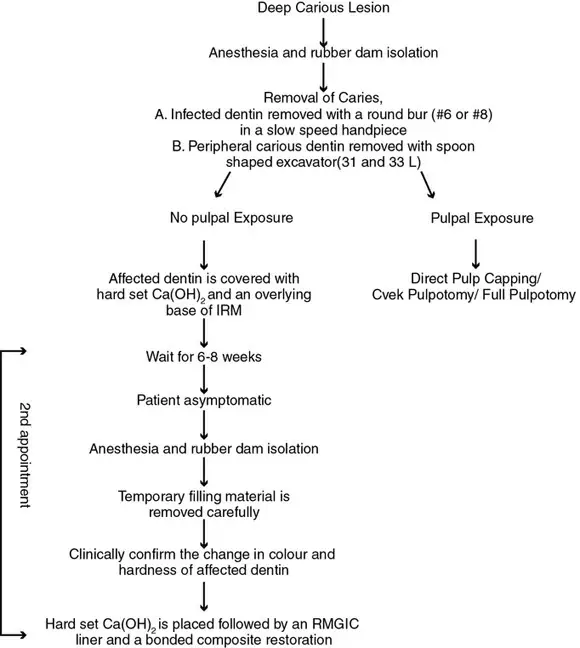 Deep Carious Lesion
Anesthesia and rubber dam isolation
Removal of Caries,
A. Infected dentin removed with a round bur (#6 or #8)
in a slow speed handpiece
B. Peripheral carious dentin removed with spoon
shaped excavator(31 and 33 L)
No pulpal Exposure
Pulpal Exposure
Affected dentin is covered with
hard set Ca(OH)₂ and an overlying
base of IRM
Direct Pulp Capping/
Cvek Pulpotomy/ Full Pulpotomy
Wait for 6-8 weeks
Patient asymptomatic
Anesthesia and rubber dam isolation
2nd appointment
Temporary filling material is
removed carefully
Clinically confirm the change in colour and
hardness of affected dentin
Hard set Ca(OH)₂ is placed followed by an RMGIC
liner and a bonded composite restoration